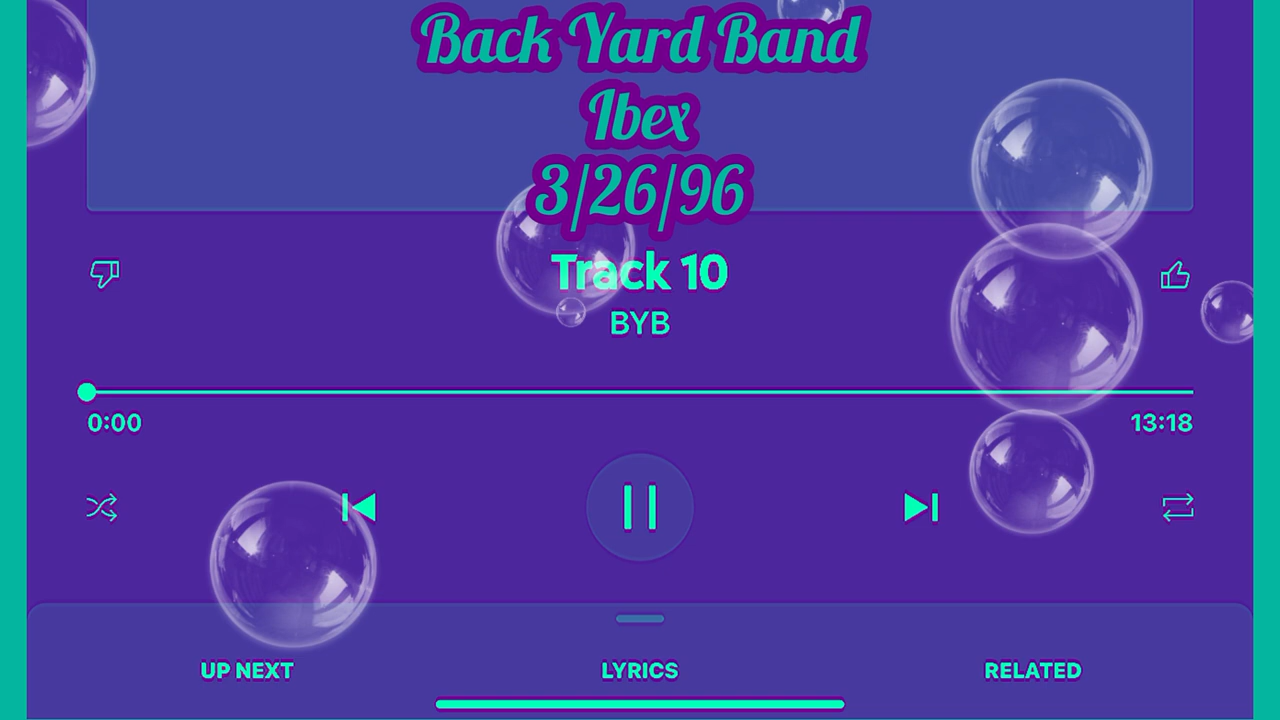 Back Yard Band
Ibex
3/26/96
Track 10
BYB
0:00
13:18
UP NEXT
LYRICS
RELATED